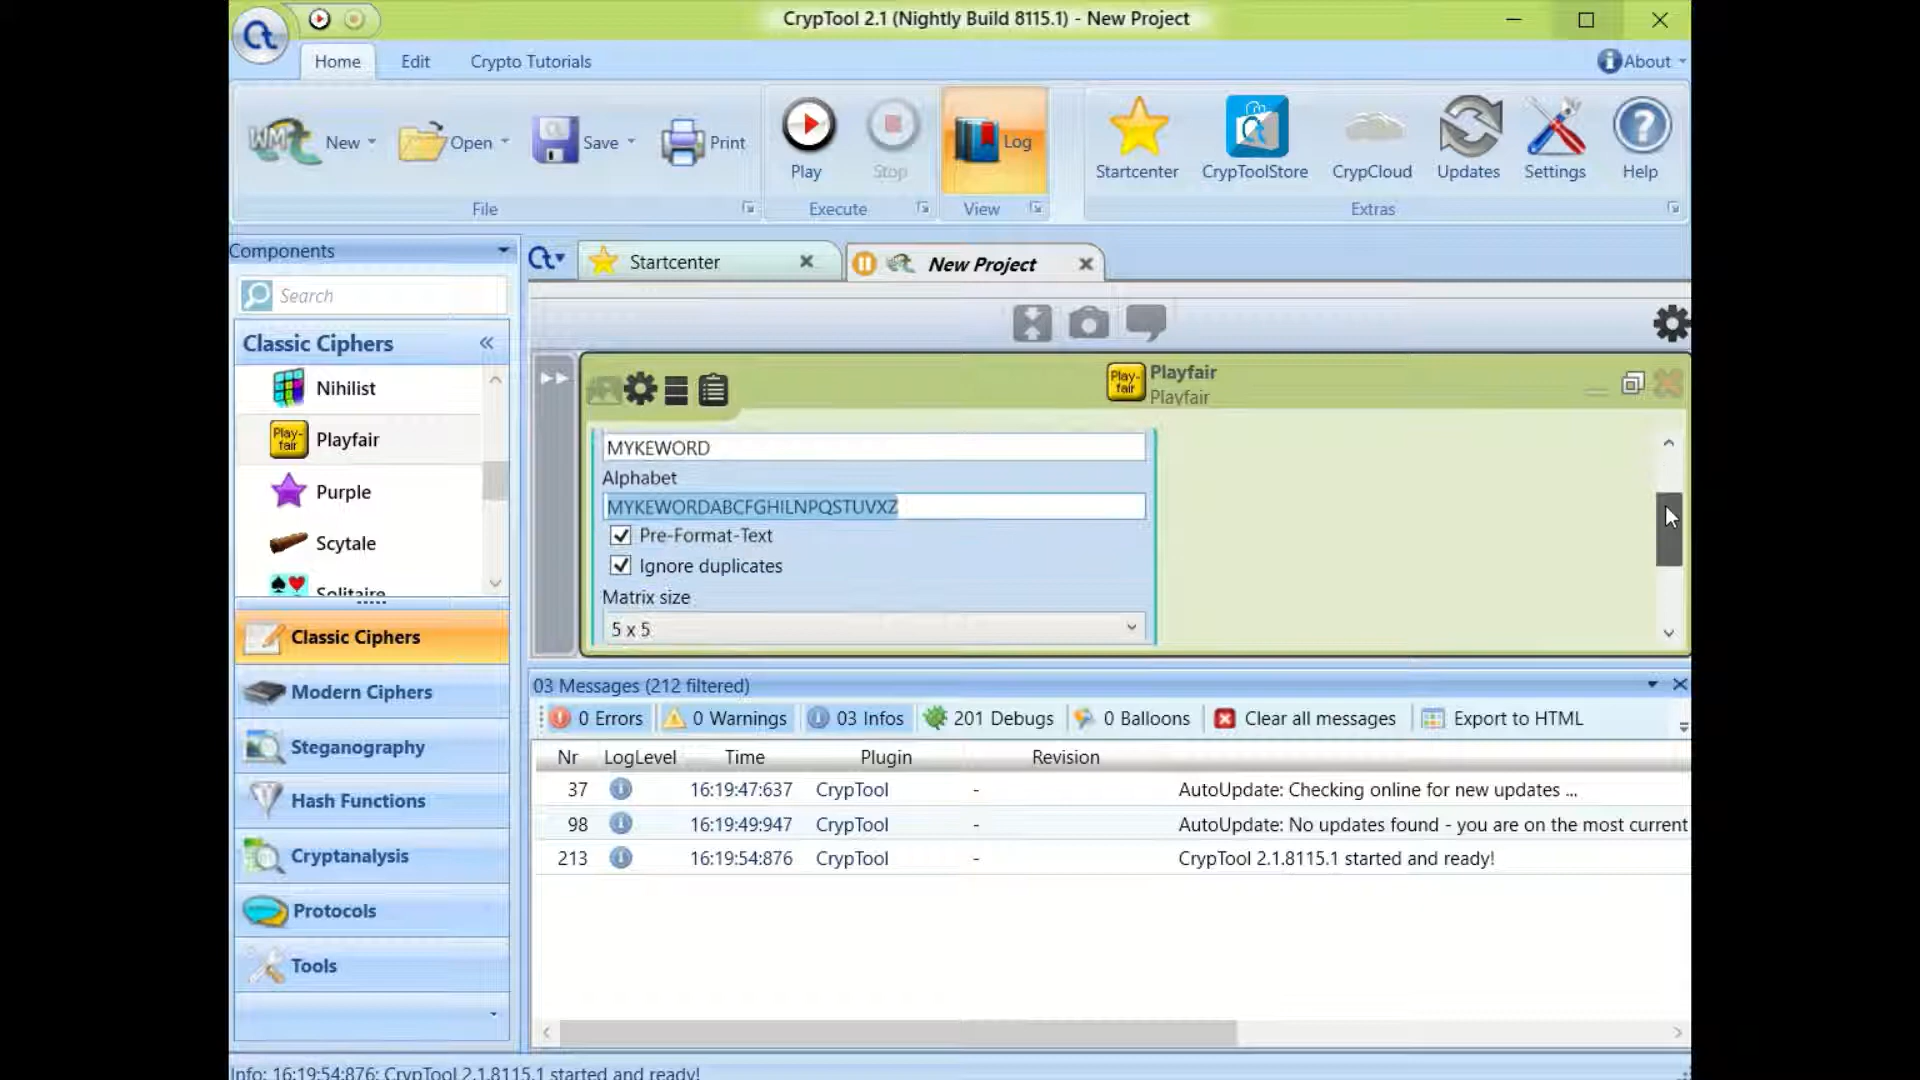 CrypTool 2.1 (Nightly Build 8115.1) - New Project
Home Edit Crypto Tutorials About
New Open Save Print
Play Stop Log
Startcenter CrypToolStore CrypCloud Updates Settings Help
File Execute View Extras
Components
Search
Classic Ciphers
Nihilist
Playfair
Purple
Scytale
Solitaire
Classic Ciphers
Modern Ciphers
Steganography
Hash Functions
Cryptanalysis
Protocols
Tools
Startcenter New Project
Play-
fair
Playfair
Playfair
MYKEWORD
Alphabet
MYKEWORDABCFGHILNPQSTUVXZ
Pre-Format-Text
Ignore duplicates
Matrix size
5 x 5
03 Messages (212 filtered)
0 Errors 0 Warnings 03 Infos 201 Debugs 0 Balloons Clear all messages Export to HTML
Nr LogLevel Time Plugin Revision
37 16:19:47:637 CrypTool - AutoUpdate: Checking online for new updates ...
98 16:19:49:947 CrypTool - AutoUpdate: No updates found - you are on the most current
213 16:19:54:876 CrypTool - CrypTool 2.1.8115.1 started and ready!
Info: 16:19:54:876: CrypTool 2.1.8115.1 started and ready!